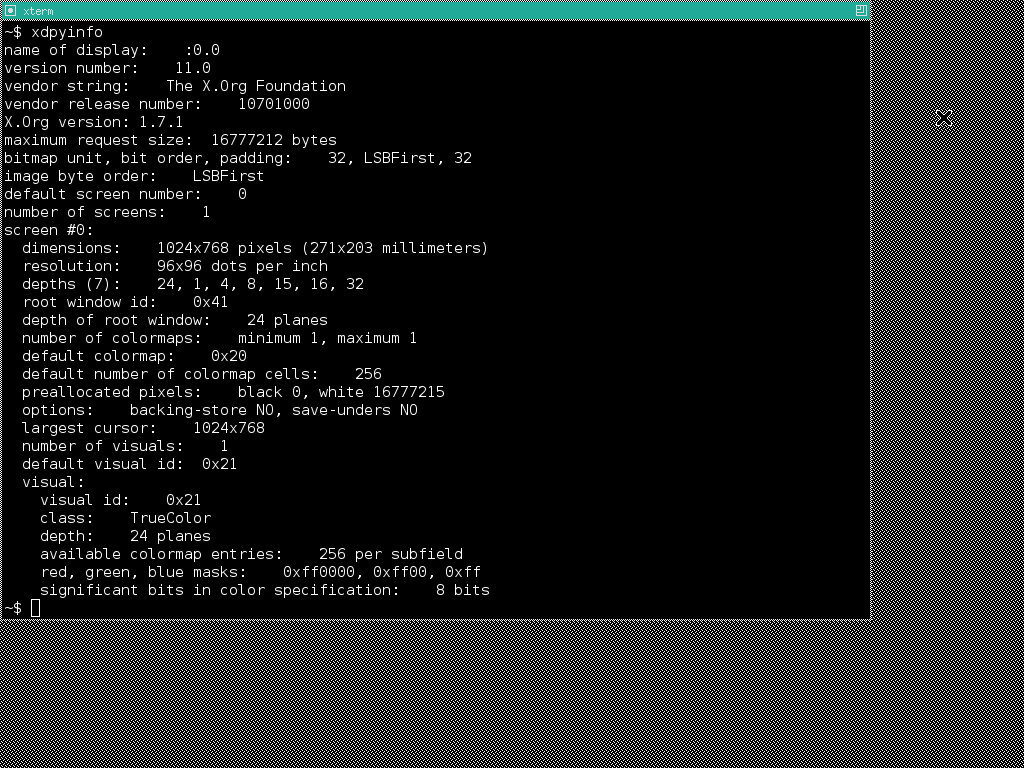 xterm
~$ xdpyinfo
name of display:    :0.0
version number:    11.0
vendor string:    The X.Org Foundation
vendor release number:    10701000
X.Org version: 1.7.1
maximum request size:  16777212 bytes
bitmap unit, bit order, padding:    32, LSBFirst, 32
image byte order:    LSBFirst
default screen number:    0
number of screens:    1
screen #0:
  dimensions:    1024x768 pixels (271x203 millimeters)
  resolution:    96x96 dots per inch
  depths (7):    24, 1, 4, 8, 15, 16, 32
  root window id:    0x41
  depth of root window:    24 planes
  number of colormaps:    minimum 1, maximum 1
  default colormap:    0x20
  default number of colormap cells:    256
  preallocated pixels:    black 0, white 16777215
  options:    backing-store NO, save-unders NO
  largest cursor:    1024x768
  number of visuals:    1
  default visual id:  0x21
  visual:
    visual id:    0x21
    class:    TrueColor
    depth:    24 planes
    available colormap entries:    256 per subfield
    red, green, blue masks:    0xff0000, 0xff00, 0xff
    significant bits in color specification:    8 bits
~$